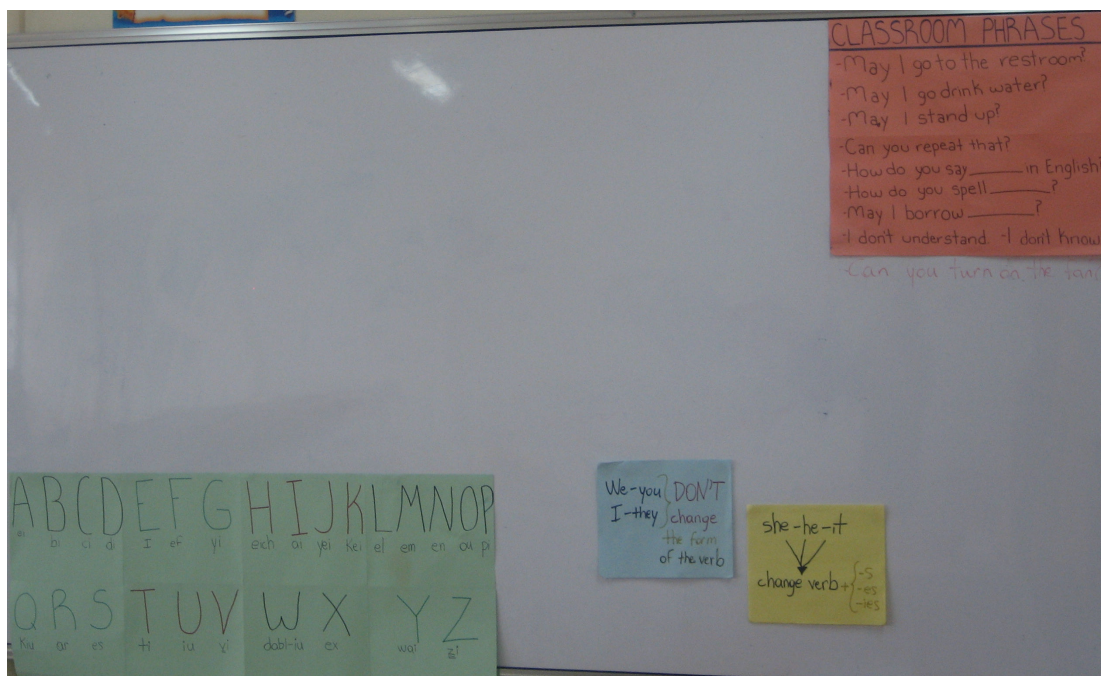 CLASSROOM PHRASES
-May I go to the restroom?
-May I go drink water?
-May I stand up?
-Can you repeat that?
-How do you say ______ in English?
-How do you spell ______?
-May I borrow ______?
-I don't understand -I don't know
-Can you turn on the fan
We-you DON'T
I-they change
the form
of the verb
she-he-it
change verb + -s
-es
-ies
A B C D E F G H I J K L M N O P
ei bi ci di I ef yi eich ai yei kei el em en ou pi
Q R S T U V W X Y Z
kiu ar es ti iu vi dabl-iu ex wai zi